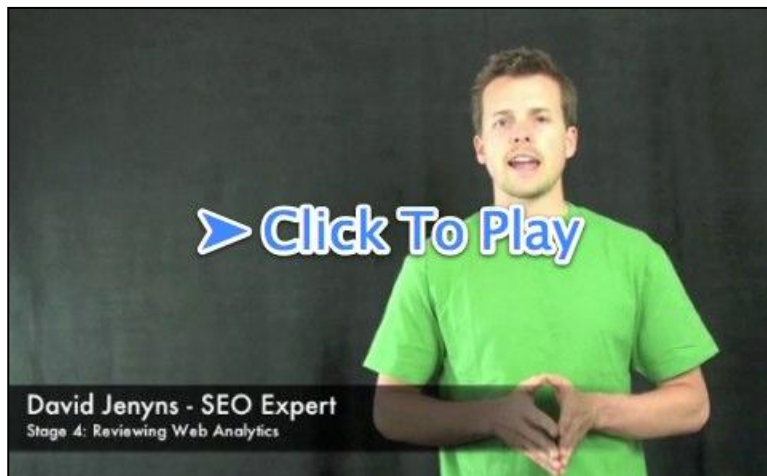 Click To Play
David Jenyns - SEO Expert
Stage 4: Reviewing Web Analytics